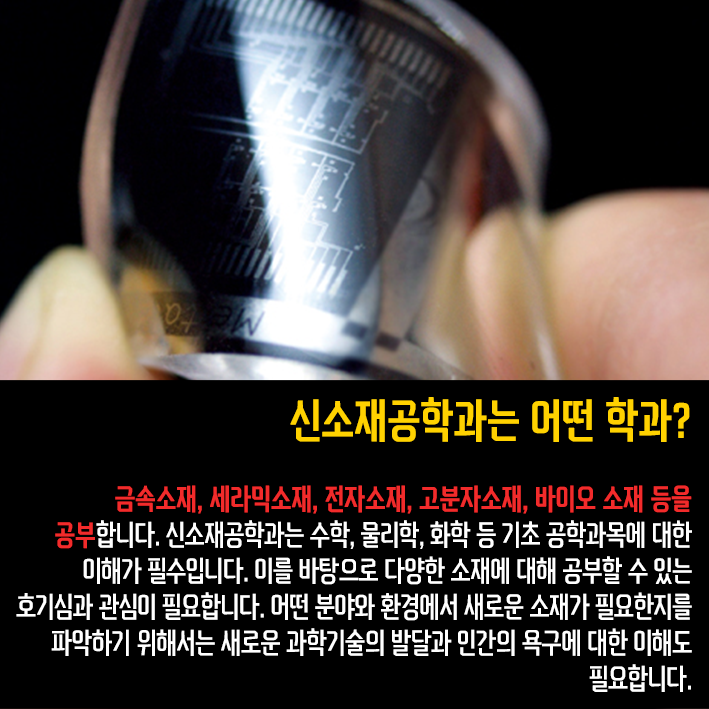 신소재공학과는 어떤 학과?
금속소재, 세라믹소재, 전자소재, 고분자소재, 바이오 소재 등을
공부합니다. 신소재공학과는 수학, 물리학, 화학 등 기초 공학과목에 대한
이해가 필수입니다. 이를 바탕으로 다양한 소재에 대해 공부할 수 있는
호기심과 관심이 필요합니다. 어떤 분야와 환경에서 새로운 소재가 필요한지를
파악하기 위해서는 새로운 과학기술의 발달과 인간의 욕구에 대한 이해도
필요합니다.